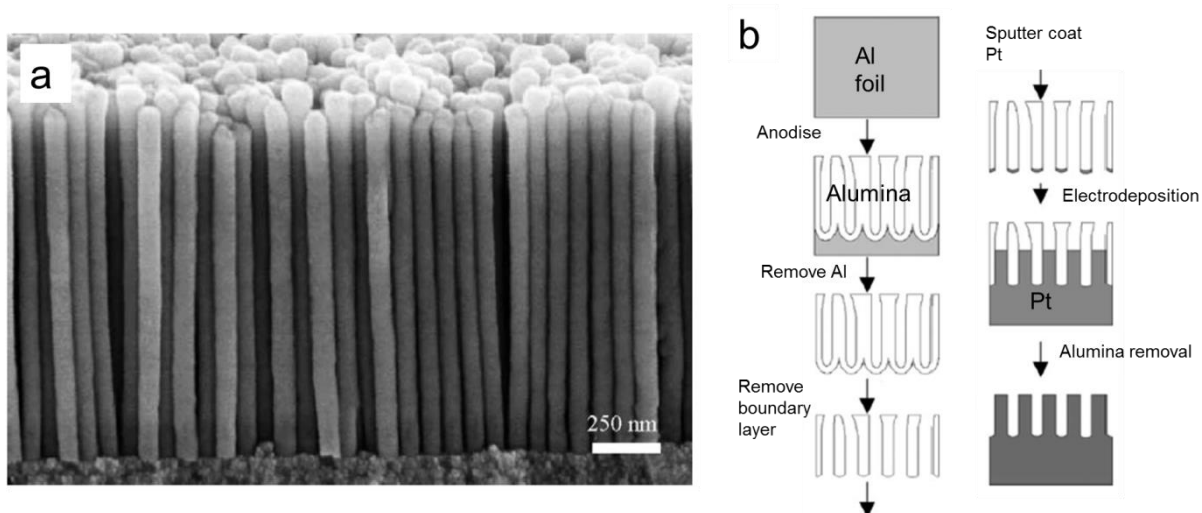 a
250 nm
b
Al
foil
Anodise
Alumina
Remove Al
Remove
boundary
layer
Sputter coat
Pt
Electrodeposition
Pt
Alumina removal